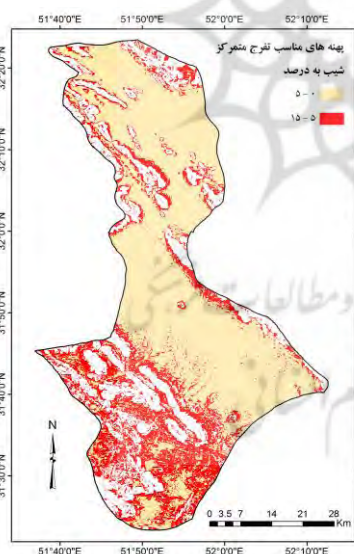 51°40'0"E 51°50'0"E 52°0'0"E 52°10'0"E
پهنه های مناسب تفرج متمرکز
شیب به درصد
۰ - ۵
۵ - ۱۵
32°20'0"N
32°10'0"N
32°0'0"N
31°50'0"N
31°40'0"N
31°30'0"N
و مطالعات
N
0 3.5 7 14 21 28
Km
51°40'0"E 51°50'0"E 52°0'0"E 52°10'0"E